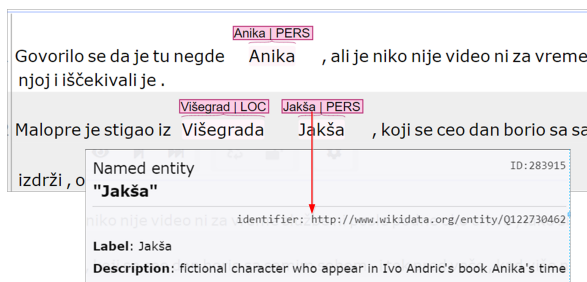 Anika | PERS
Govorilo se da je tu negde Anika , ali je niko nije video ni za vreme
njoj i iščekivali je .
Višegrad | LOC Jakša | PERS
Malopre je stigao iz Višegrada Jakša , koji se ceo dan borio sa sa
izdrži , o
Named entity ID:283915
"Jakša"
identifier: http://www.wikidata.org/entity/Q122730462
Label: Jakša
Description: fictional character who appear in Ivo Andric's book Anika's time